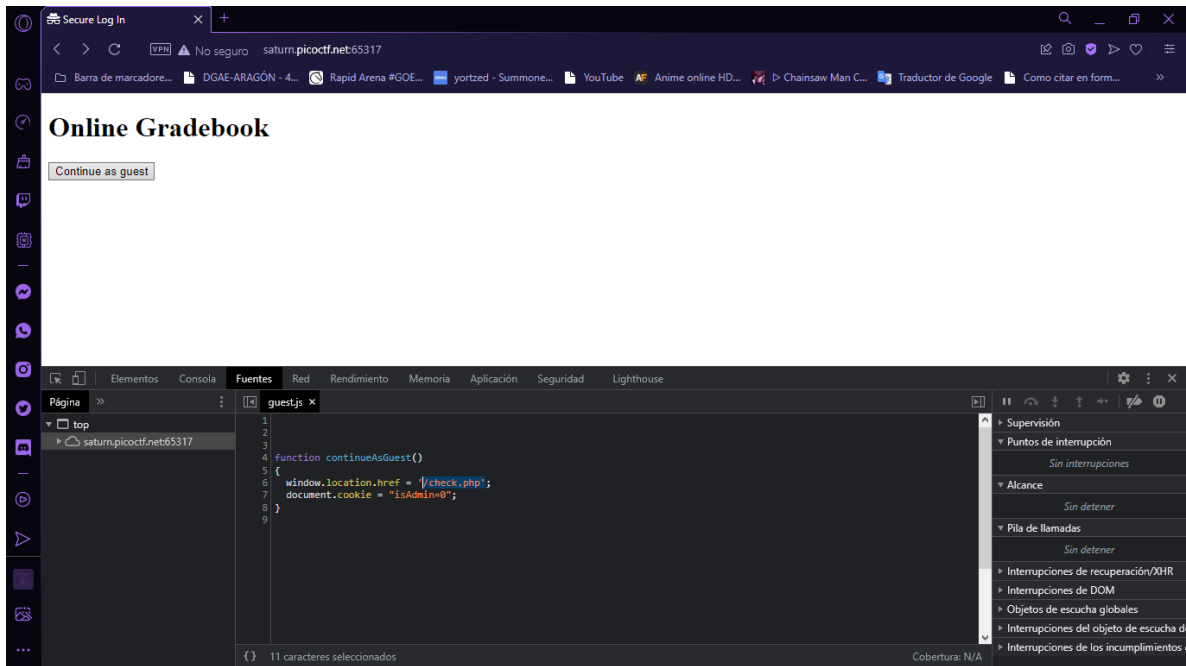 Secure Log In
VPN No seguro saturn.picoctf.net:65317
Barra de marcadore... DGAE-ARAGÓN - 4... Rapid Arena #GOE... yortzed - Summone... YouTube AF Anime online HD... ▷ Chainsaw Man C... Traductor de Google Como citar en form... »
Online Gradebook
Continue as guest
Elementos Consola Fuentes Red Rendimiento Memoria Aplicación Seguridad Lighthouse
Página » guest.js ×
top
saturn.picoctf.net:65317
1
2
3
4 function continueAsGuest()
5 {
6 window.location.href = '/check.php';
7 document.cookie = "isAdmin=0";
8 }
9
Supervisión
Puntos de interrupción
Sin interrupciones
Alcance
Sin detener
Pila de llamadas
Sin detener
Interrupciones de recuperación/XHR
Interrupciones de DOM
Objetos de escucha globales
Interrupciones del objeto de escucha de
Interrupciones de los incumplimientos
{} 11 caracteres seleccionados Cobertura: N/A